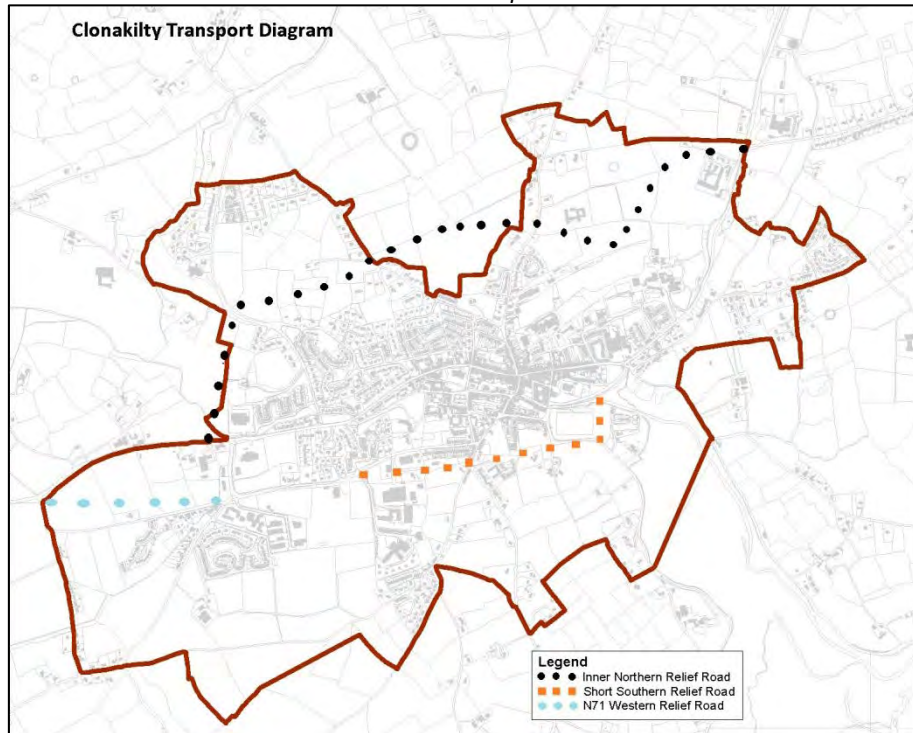 Clonakilty Transport Diagram
Legend
Inner Northern Relief Road
Short Southern Relief Road
N71 Western Relief Road